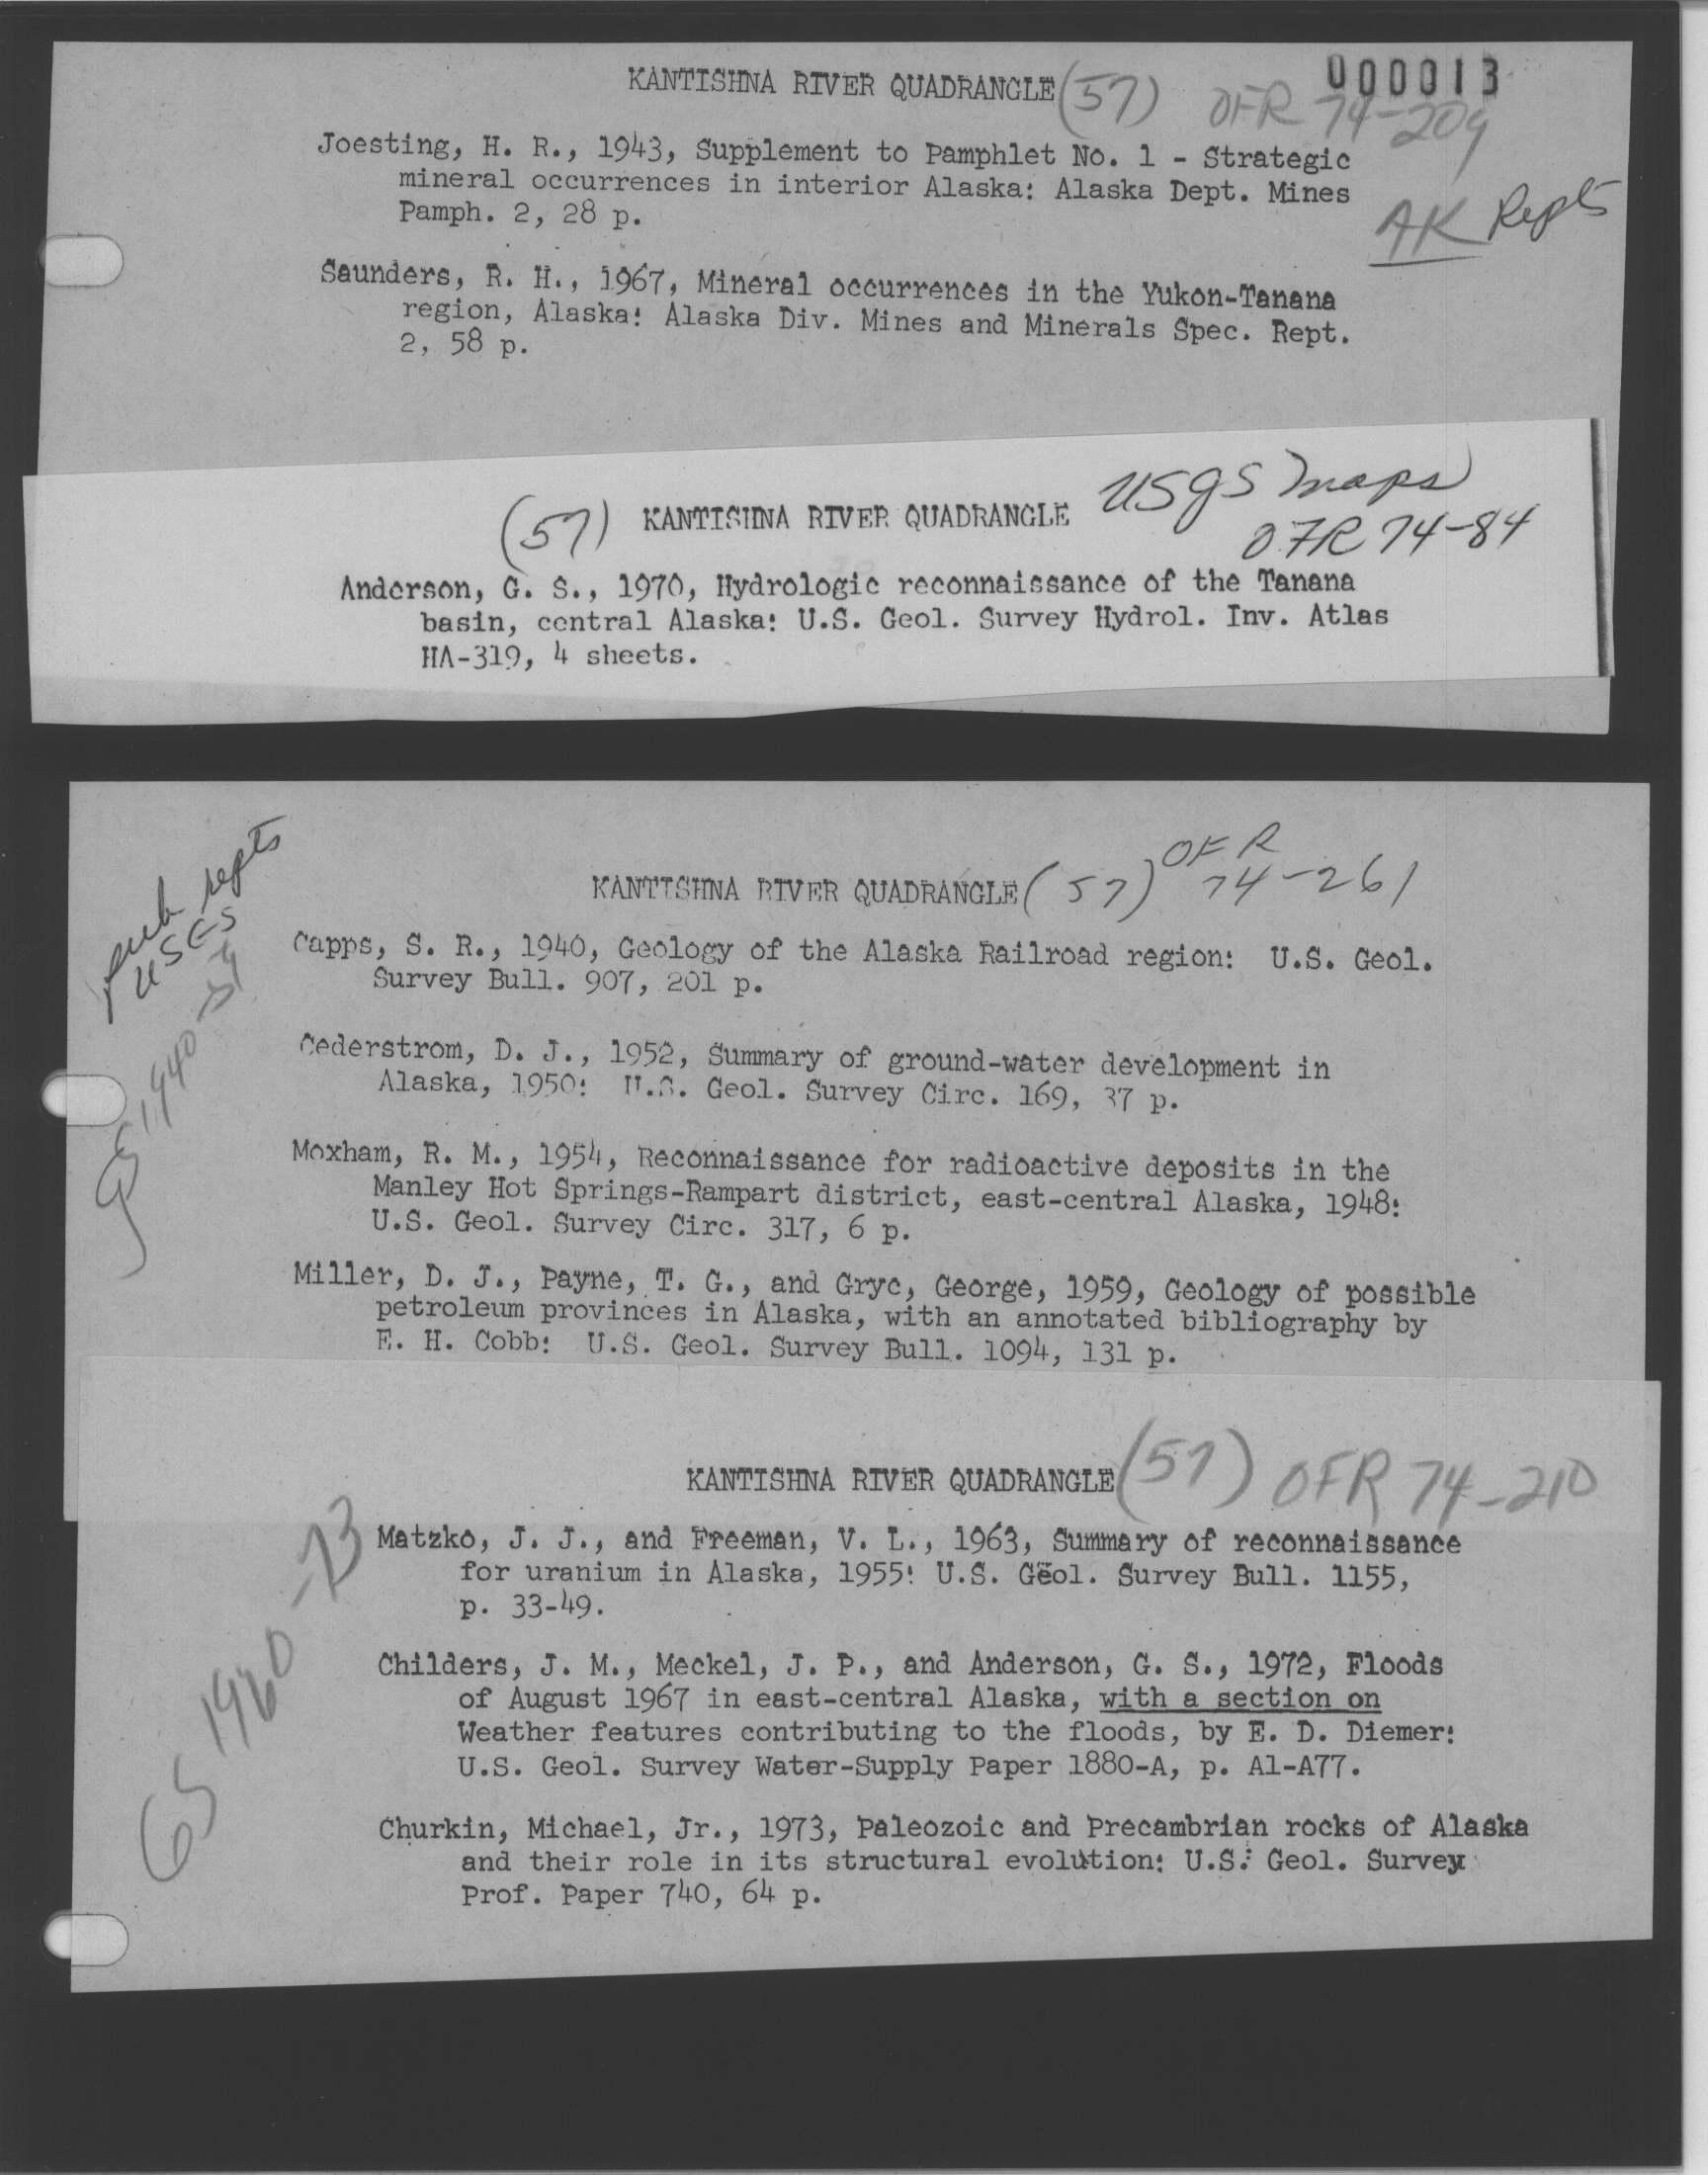 000013
KANTISHNA RIVER QUADRANGLE (57) OFR 74-209
Joesting, H. R., 1943, Supplement to Pamphlet No. 1 - Strategic
mineral occurrences in interior Alaska: Alaska Dept. Mines
Pamph. 2, 28 p.
AK Repts
Saunders, R. H., 1967, Mineral occurrences in the Yukon-Tanana
region, Alaska: Alaska Div. Mines and Minerals Spec. Rept.
2, 58 p.
USGS maps
(57) KANTISHNA RIVER QUADRANGLE
OFR 74-84
Anderson, G. S., 1970, Hydrologic reconnaissance of the Tanana
basin, central Alaska: U.S. Geol. Survey Hydrol. Inv. Atlas
HA-319, 4 sheets.
pub repts
USGS
OFR
KANTISHNA RIVER QUADRANGLE (57) 74-261
Capps, S. R., 1940, Geology of the Alaska Railroad region: U.S. Geol.
Survey Bull. 907, 201 p.
Cederstrom, D. J., 1952, Summary of ground-water development in
Alaska, 1950: U.S. Geol. Survey Circ. 169, 37 p.
Moxham, R. M., 1954, Reconnaissance for radioactive deposits in the
Manley Hot Springs-Rampart district, east-central Alaska, 1948:
U.S. Geol. Survey Circ. 317, 6 p.
Miller, D. J., Payne, T. G., and Gryc, George, 1959, Geology of possible
petroleum provinces in Alaska, with an annotated bibliography by
E. H. Cobb: U.S. Geol. Survey Bull. 1094, 131 p.
KANTISHNA RIVER QUADRANGLE (57) OFR 74-210
GS 1960-73
Matzko, J. J., and Freeman, V. L., 1963, Summary of reconnaissance
for uranium in Alaska, 1955: U.S. Geol. Survey Bull. 1155,
p. 33-49.
Childers, J. M., Meckel, J. P., and Anderson, G. S., 1972, Floods
of August 1967 in east-central Alaska, with a section on
Weather features contributing to the floods, by E. D. Diemer:
U.S. Geol. Survey Water-Supply Paper 1880-A, p. A1-A77.
Churkin, Michael, Jr., 1973, Paleozoic and Precambrian rocks of Alaska
and their role in its structural evolution: U.S. Geol. Survey
Prof. Paper 740, 64 p.